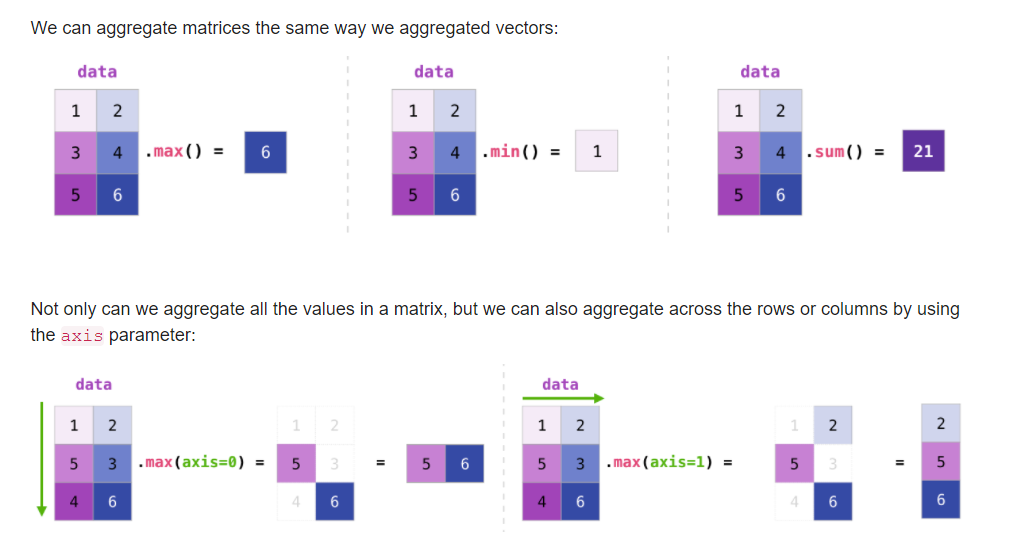 We can aggregate matrices the same way we aggregated vectors:
data data data
1 2 1 2 1 2
3 4 .max() = 6 3 4 .min() = 1 3 4 .sum() = 21
5 6 5 6 5 6
Not only can we aggregate all the values in a matrix, but we can also aggregate across the rows or columns by using
the axis parameter:
data data
1 2 1 2 1 2 1 2 2
5 3 .max(axis=0) = 5 3 = 5 6 5 3 .max(axis=1) = 5 3 = 5
4 6 4 6 4 6 4 6 6